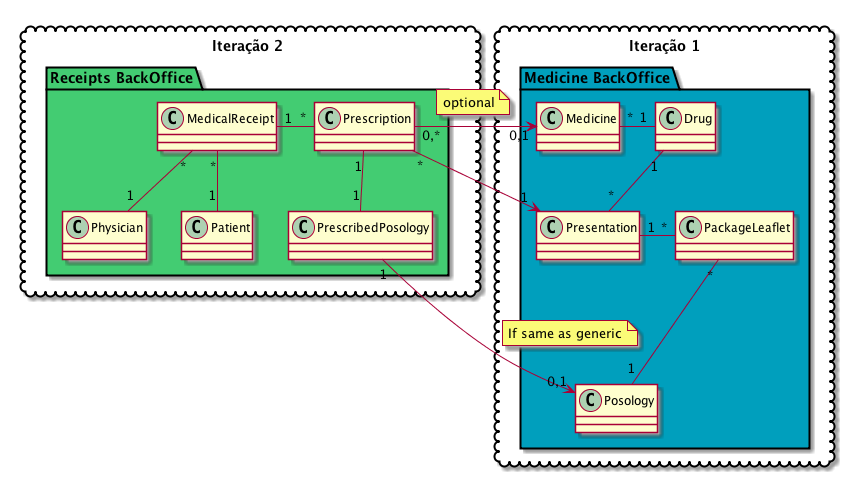 Iteração 2
Iteração 1
Receipts BackOffice
Medicine BackOffice
optional
C MedicalReceipt
1 *
C Prescription
0,*
0,1
C Medicine
* 1
C Drug
* * 1 * 1 *
1 1 1 1
C Physician
C Patient
C PrescribedPosology
C Presentation
1 *
C PackageLeaflet
1 *
If same as generic
0,1 1
C Posology